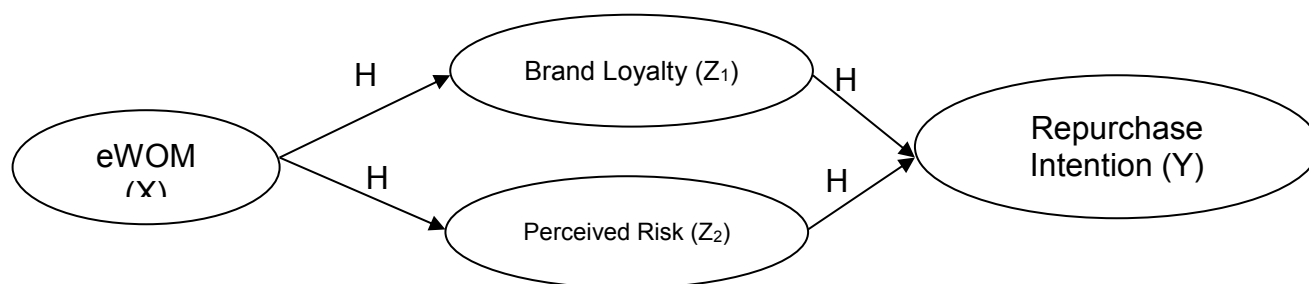 H
Brand Loyalty (Z₁)
H
eWOM
(X)
H
Perceived Risk (Z₂)
H
Repurchase
Intention (Y)